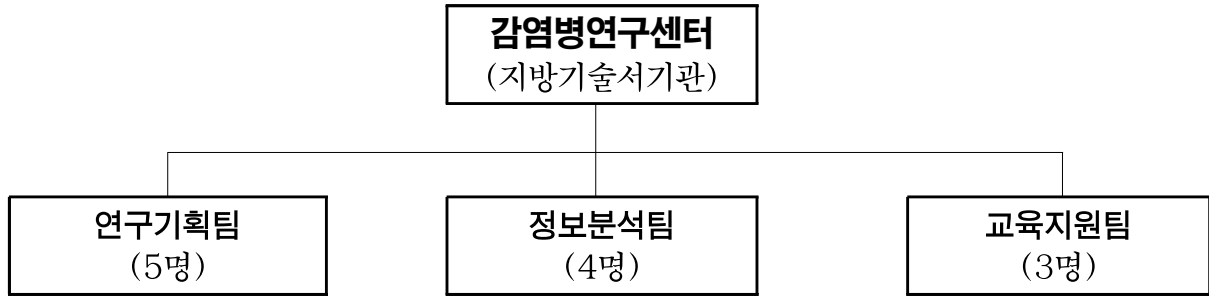 감염병연구센터
(지방기술서기관)
연구기획팀
(5명)
정보분석팀
(4명)
교육지원팀
(3명)